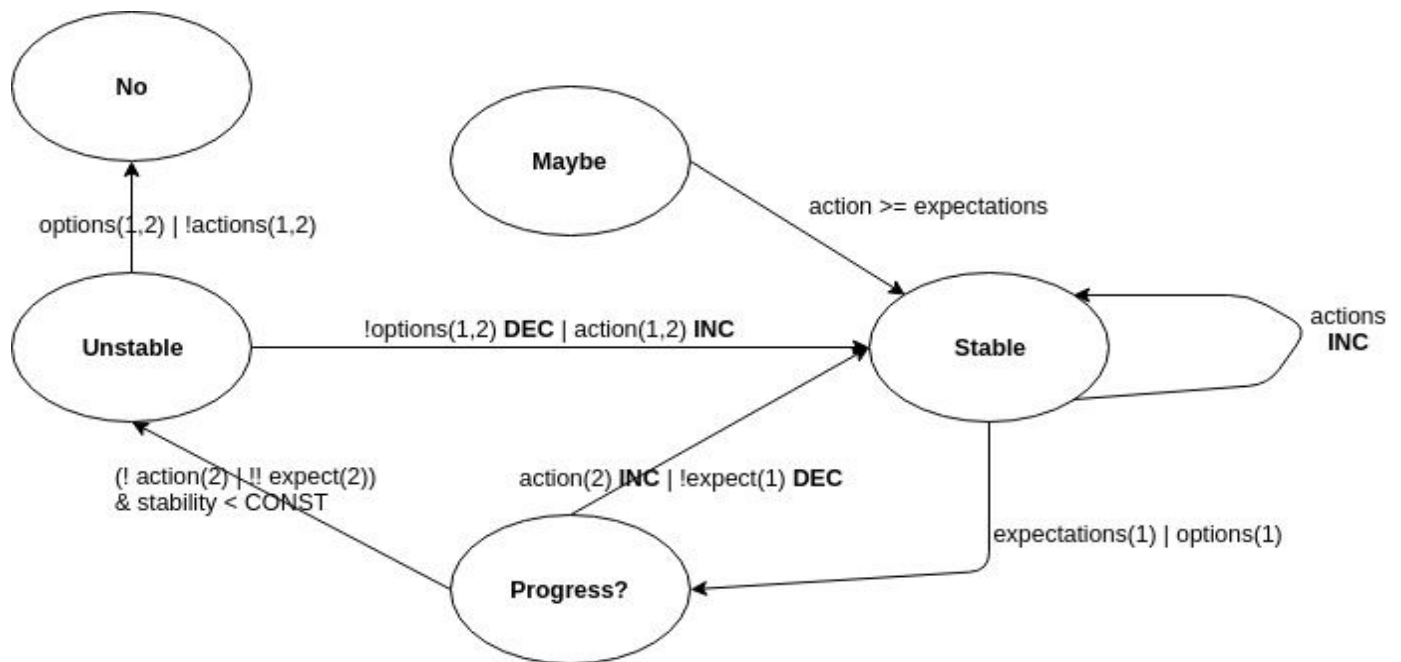 No
Maybe
options(1,2) | !actions(1,2)
action >= expectations
Unstable
!options(1,2) DEC | action(1,2) INC
Stable
actions
INC
(! action(2) | !! expect(2))
& stability < CONST
action(2) INC | !expect(1) DEC
expectations(1) | options(1)
Progress?